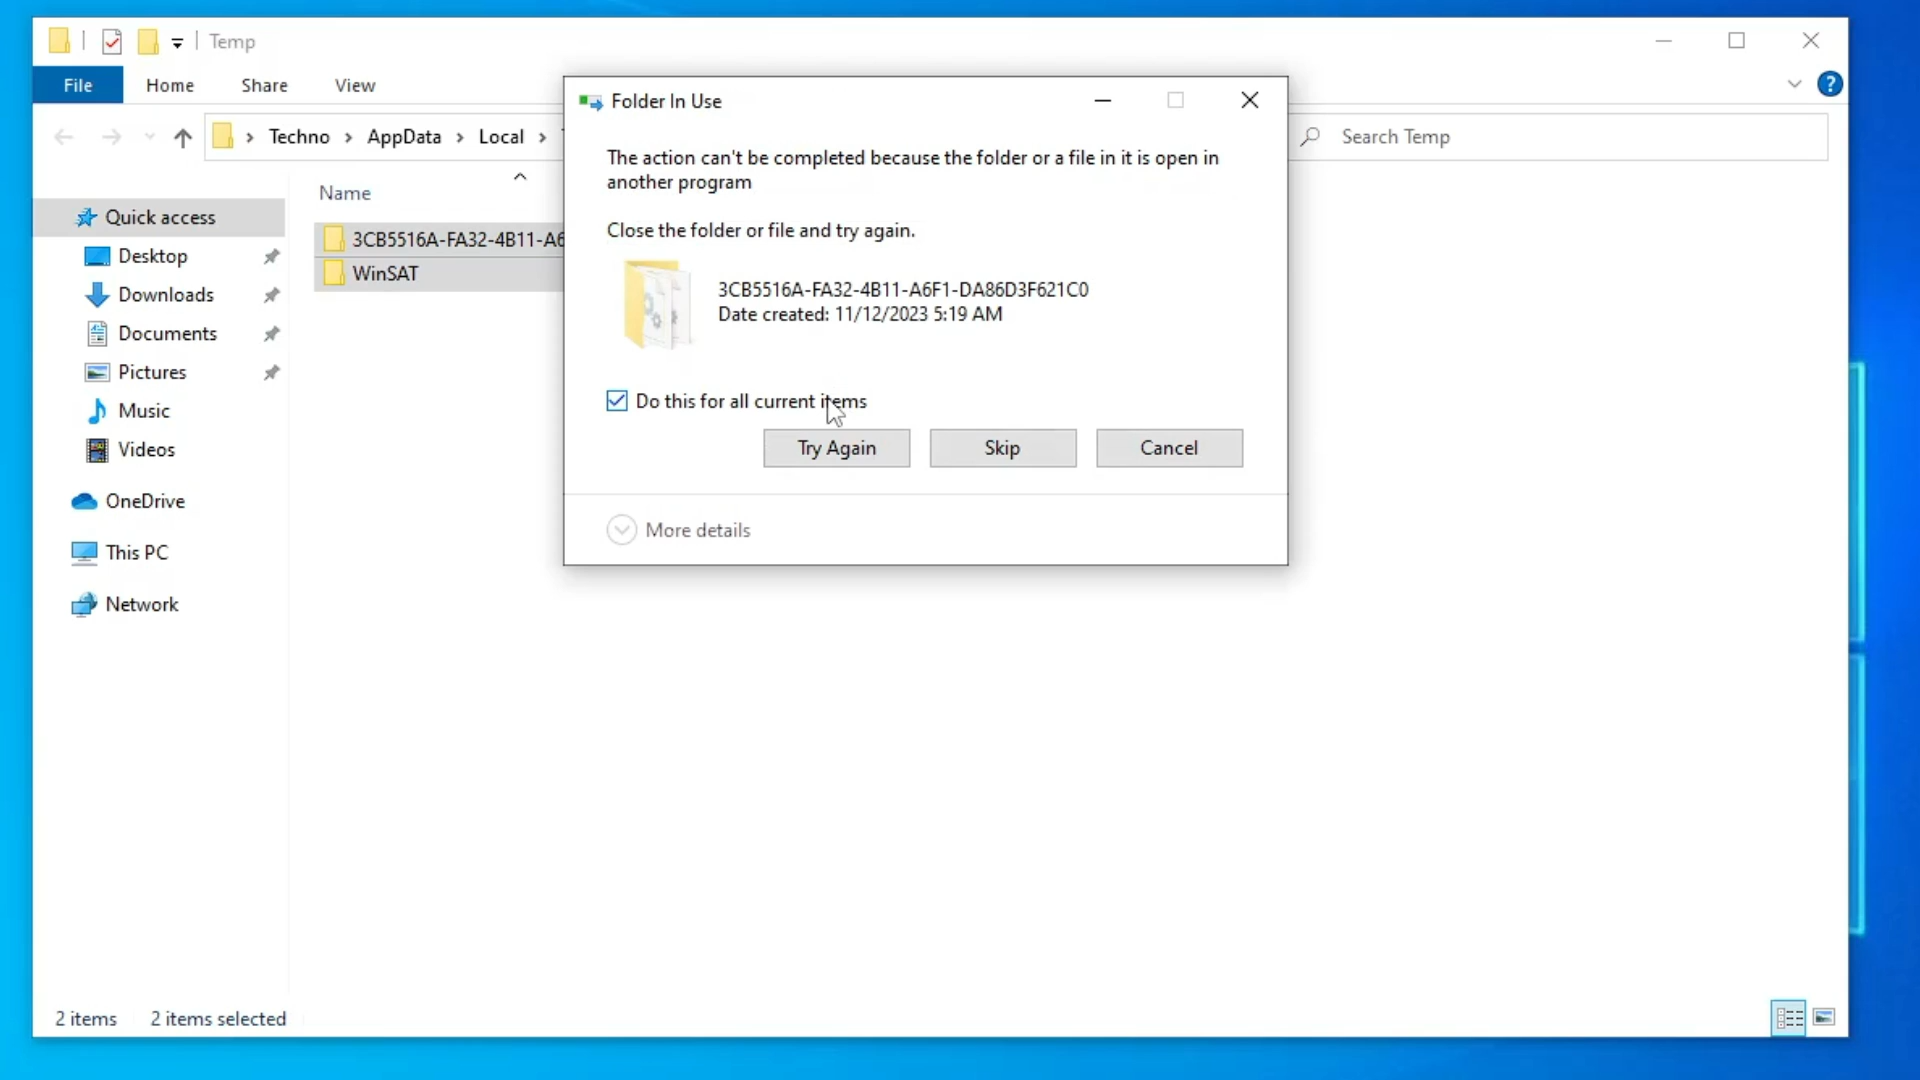 Temp
File Home Share View
Techno AppData Local
Search Temp
Name
3CB5516A-FA32-4B11-A6
WinSAT
Quick access
Desktop
Downloads
Documents
Pictures
Music
Videos
OneDrive
This PC
Network
Folder In Use
The action can't be completed because the folder or a file in it is open in
another program
Close the folder or file and try again.
3CB5516A-FA32-4B11-A6F1-DA86D3F621C0
Date created: 11/12/2023 5:19 AM
Do this for all current items
Try Again Skip Cancel
More details
2 items 2 items selected